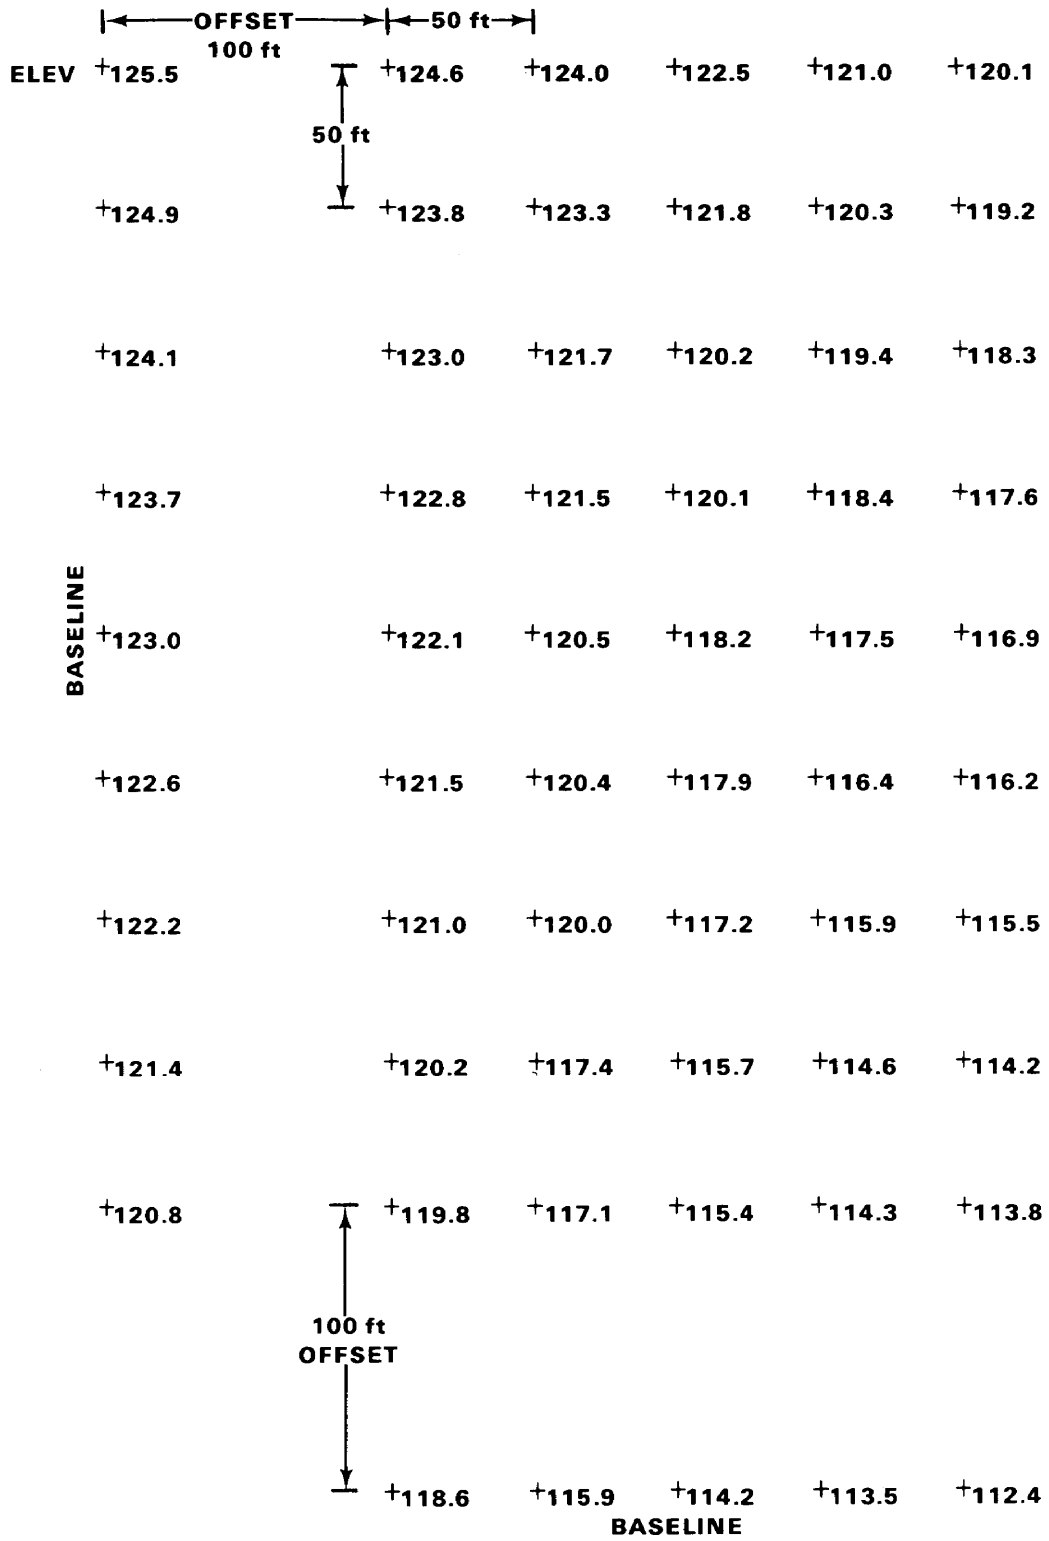 OFFSET 50 ft
100 ft
ELEV +125.5 +124.6 +124.0 +122.5 +121.0 +120.1
50 ft
+124.9 +123.8 +123.3 +121.8 +120.3 +119.2
+124.1 +123.0 +121.7 +120.2 +119.4 +118.3
+123.7 +122.8 +121.5 +120.1 +118.4 +117.6
BASELINE
+123.0 +122.1 +120.5 +118.2 +117.5 +116.9
+122.6 +121.5 +120.4 +117.9 +116.4 +116.2
+122.2 +121.0 +120.0 +117.2 +115.9 +115.5
+121.4 +120.2 +117.4 +115.7 +114.6 +114.2
+120.8 +119.8 +117.1 +115.4 +114.3 +113.8
100 ft
OFFSET
+118.6 +115.9 +114.2 +113.5 +112.4
BASELINE